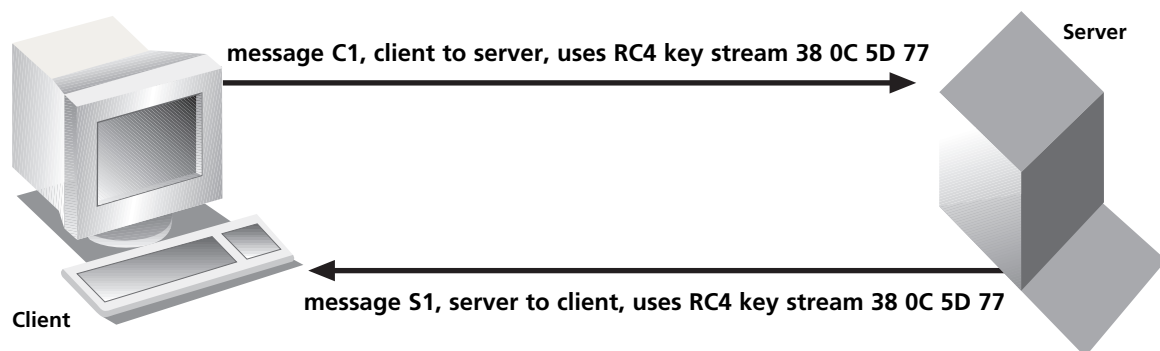 Server
message C1, client to server, uses RC4 key stream 38 0C 5D 77
message S1, server to client, uses RC4 key stream 38 0C 5D 77
Client